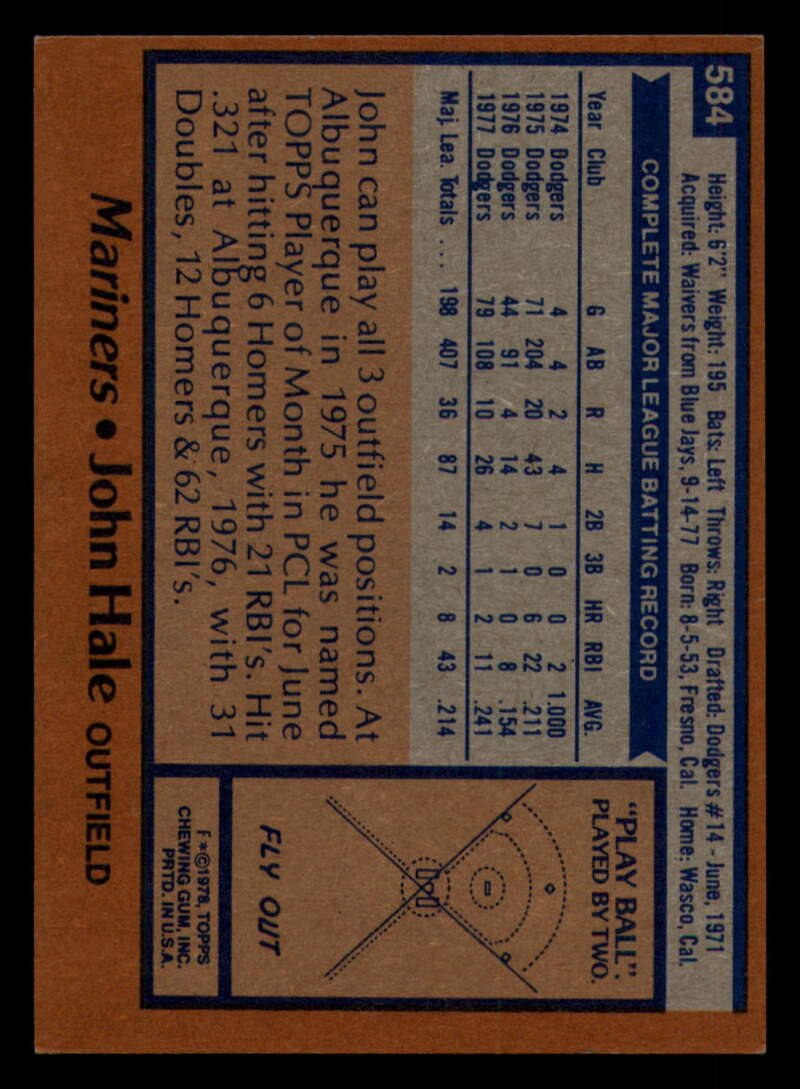 584
Height: 6'2" Weight: 195 Bats: Left Throws: Right Drafted: Dodgers #14 - June, 1971
Acquired: Waivers from Blue Jays, 9-14-77 Born: 8-5-53, Fresno, Cal. Home: Wasco, Cal.
COMPLETE MAJOR LEAGUE BATTING RECORD
Year Club G AB R H 2B 3B HR RBI AVG.
1974 Dodgers 4 4 2 4 1 0 0 2 1.000
1975 Dodgers 71 204 20 43 7 0 6 22 .211
1976 Dodgers 44 91 4 14 2 1 0 8 .154
1977 Dodgers 79 108 10 26 4 1 2 11 .241
Maj. Lea. Totals ... 198 407 36 87 14 2 8 43 .214
John can play all 3 outfield positions. At
Albuquerque in 1975 he was named
TOPPS Player of Month in PCL for June
after hitting 6 Homers with 21 RBI's. Hit
.321 at Albuquerque, 1976, with 31
Doubles, 12 Homers & 62 RBI's.
"PLAY BALL":
PLAYED BY TWO.
FLY OUT
F*©1978, TOPPS
CHEWING GUM, INC.
PRTD. IN U.S.A.
Mariners • John Hale OUTFIELD